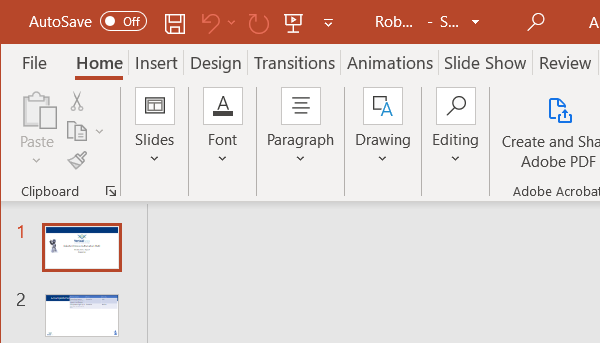 AutoSave Off Rob... - S...
A
File Home Insert Design Transitions Animations Slide Show Review
Paste Slides Font Paragraph Drawing Editing Create and Sha
Adobe PDF
Clipboard Adobe Acrobat
1
2